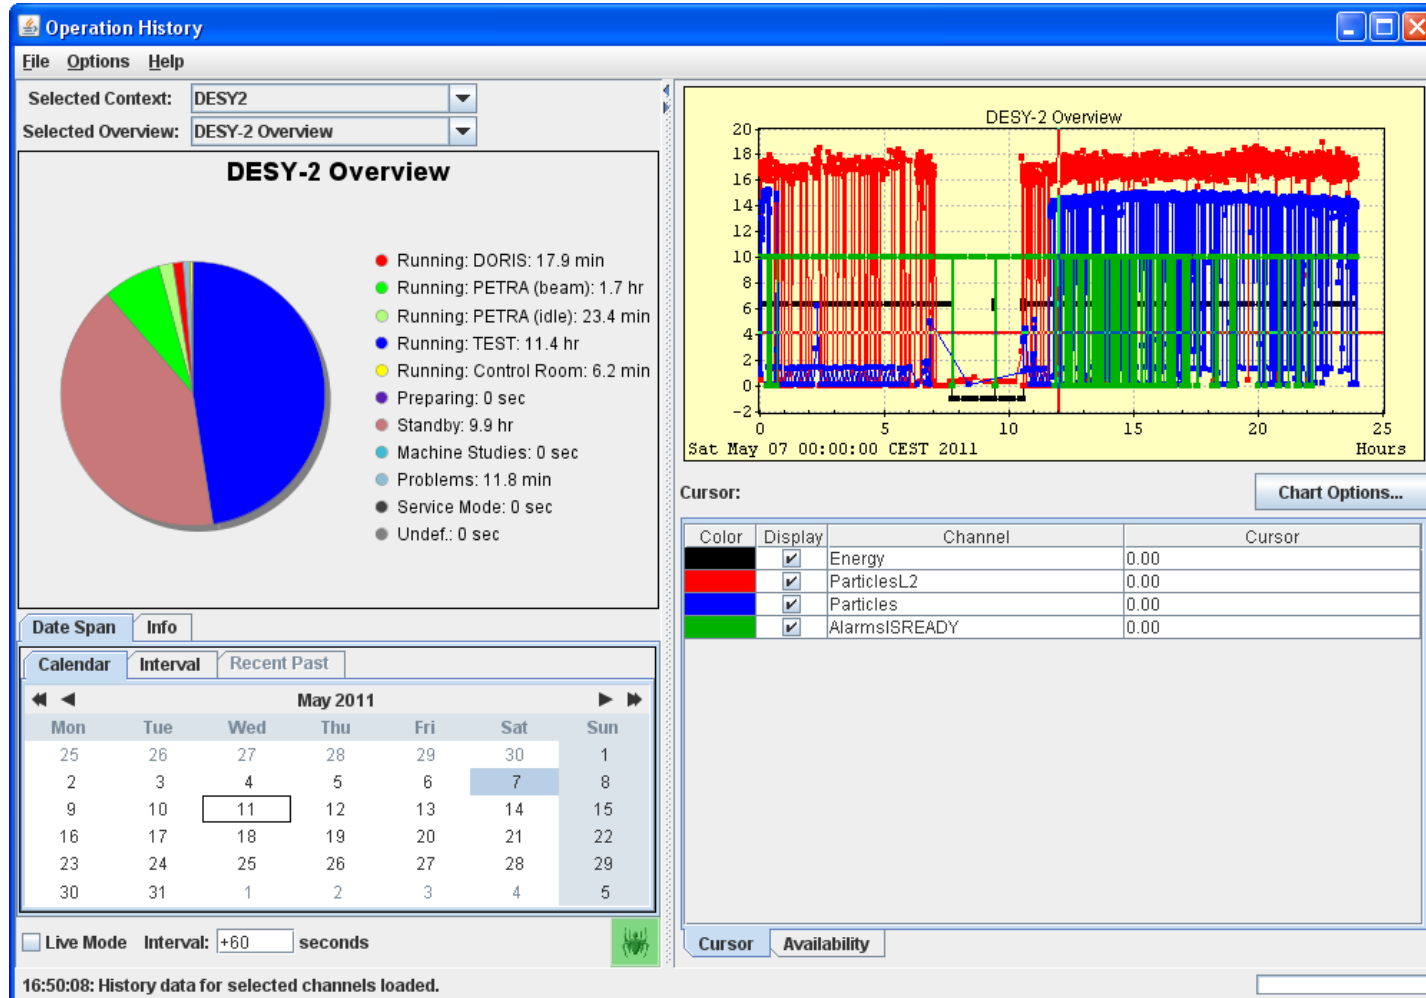 Operation History
File Options Help
Selected Context: DESY2
Selected Overview: DESY-2 Overview
DESY-2 Overview
Running: DORIS: 17.9 min
Running: PETRA (beam): 1.7 hr
Running: PETRA (idle): 23.4 min
Running: TEST: 11.4 hr
Running: Control Room: 6.2 min
Preparing: 0 sec
Standby: 9.9 hr
Machine Studies: 0 sec
Problems: 11.8 min
Service Mode: 0 sec
Undef.: 0 sec
Date Span Info
Calendar Interval Recent Past
May 2011
Mon Tue Wed Thu Fri Sat Sun
25 26 27 28 29 30 1
2 3 4 5 6 7 8
9 10 11 12 13 14 15
16 17 18 19 20 21 22
23 24 25 26 27 28 29
30 31 1 2 3 4 5
Live Mode Interval: +60 seconds
16:50:08: History data for selected channels loaded.
DESY-2 Overview
20
18
16
14
12
10
8
6
4
2
0
-2
0 5 10 15 20 25
Sat May 07 00:00:00 CEST 2011 Hours
Cursor: Chart Options...
Color Display Channel Cursor
Energy 0.00
ParticlesL2 0.00
Particles 0.00
AlarmsISREADY 0.00
Cursor Availability